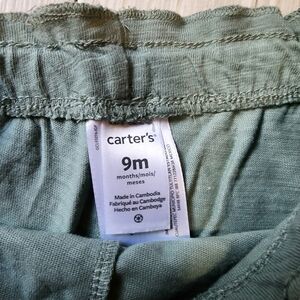 carter's
9m
months/mois/
meses
Made in Cambodia
Fabriqué au Cambodge
Hecho en Camboya